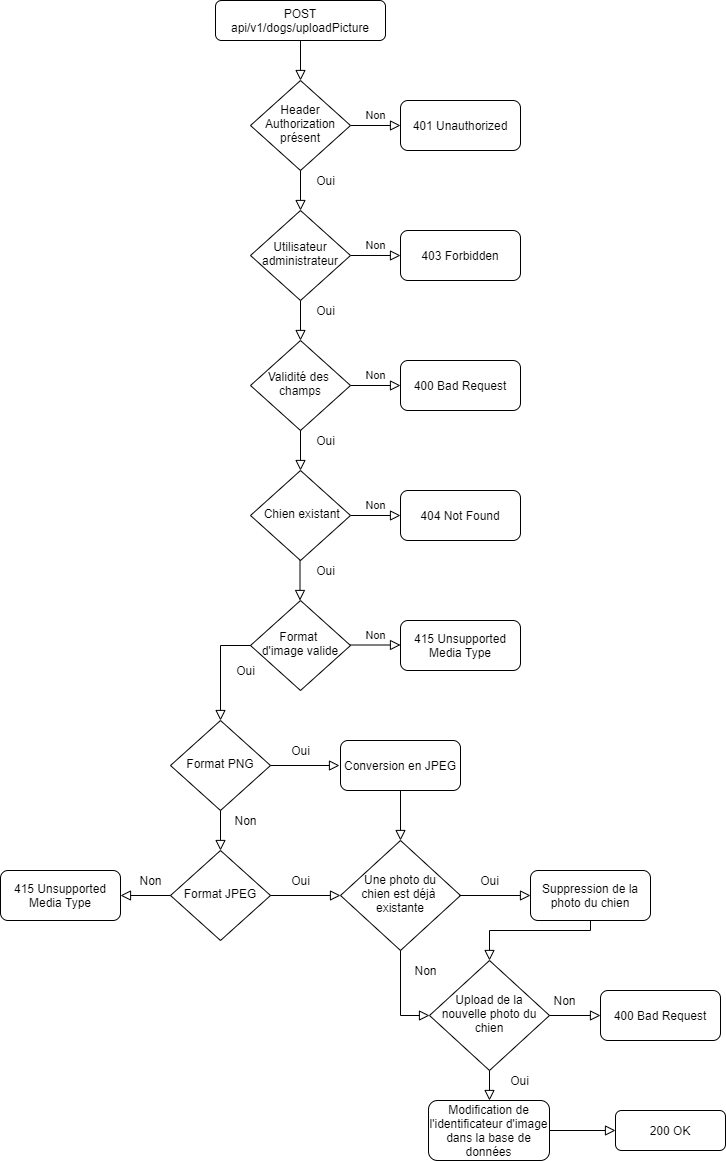 POST
api/v1/dogs/uploadPicture
Header
Authorization
présent
Non
401 Unauthorized
Oui
Utilisateur
administrateur
Non
403 Forbidden
Oui
Validité des
champs
Non
400 Bad Request
Oui
Chien existant
Non
404 Not Found
Oui
Format
d'image valide
Non
415 Unsupported
Media Type
Oui
Format PNG
Oui
Conversion en JPEG
Non
415 Unsupported
Media Type
Non
Format JPEG
Oui
Une photo du
chien est déjà
existante
Oui
Suppression de la
photo du chien
Non
Upload de la
nouvelle photo du
chien
Non
400 Bad Request
Oui
Modification de
l'identificateur d'image
dans la base de
données
200 OK